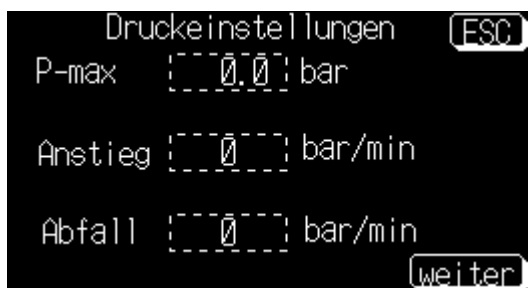 Druckeinstellungen ESC
P-max 0.0 bar
Anstieg 0 bar/min
Abfall 0 bar/min
weiter